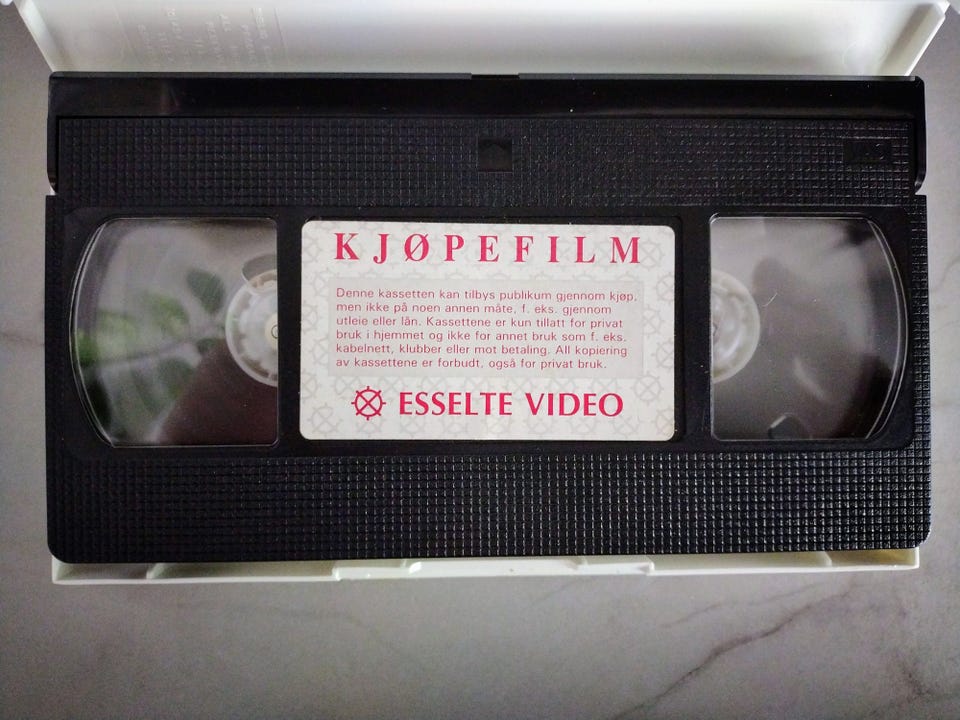 KJØPEFILM
Denne kassetten kan tilbys publikum gjennom kjøp,
men ikke på noen annen måte, f. eks. gjennom
utleie eller lån. Kassettene er kun tillatt for privat
bruk i hjemmet og ikke for annet bruk som f. eks.
kabelnett, klubber eller mot betaling. All kopiering
av kassettene er forbudt, også for privat bruk.
ESSELTE VIDEO